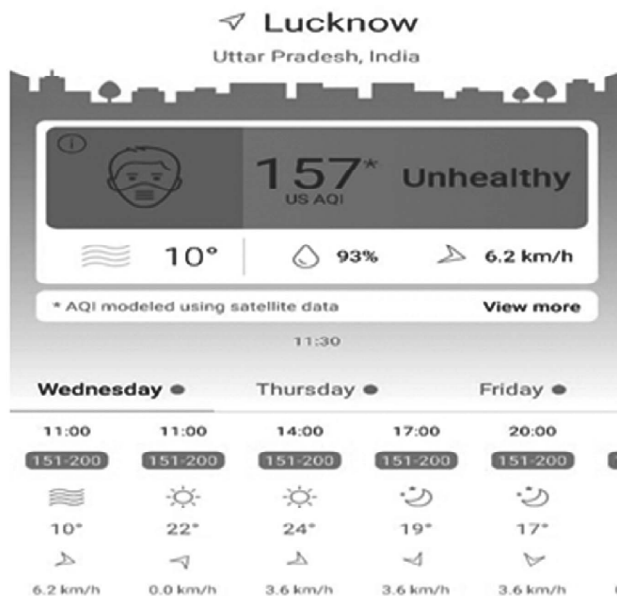 Lucknow
Uttar Pradesh, India
157* Unhealthy
US AQI
10° 93% 6.2 km/h
* AQI modeled using satellite data View more
11:30
Wednesday Thursday Friday
11:00 11:00 14:00 17:00 20:00
151-200 151-200 151-200 151-200 151-200
10° 22° 24° 19° 17°
6.2 km/h 0.0 km/h 3.6 km/h 3.6 km/h 3.6 km/h